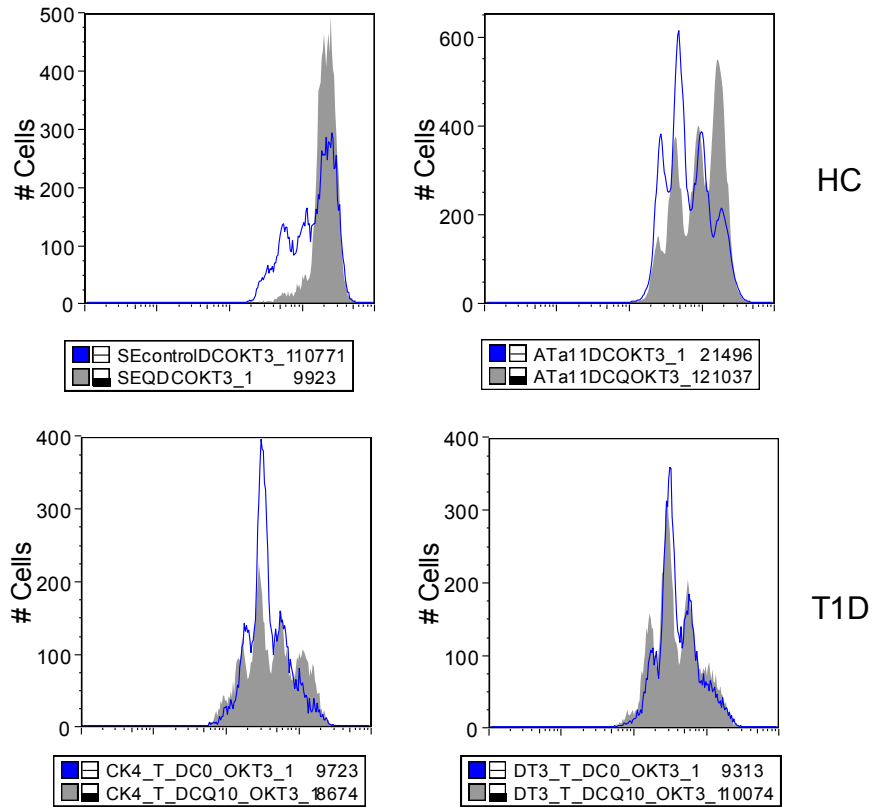 500
400
300
200
100
0
# Cells
600
400
200
0
# Cells
HC
SEcontrolDCOKT3_110771
SEQDCOKT3_1 9923
ATa11DCOKT3_1 21496
ATa11DCQOKT3_121037
400
300
200
100
0
# Cells
400
300
200
100
0
# Cells
T1D
CK4_T_DC0_OKT3_1 9723
CK4_T_DCQ10_OKT3_18674
DT3_T_DC0_OKT3_1 9313
DT3_T_DCQ10_OKT3_110074